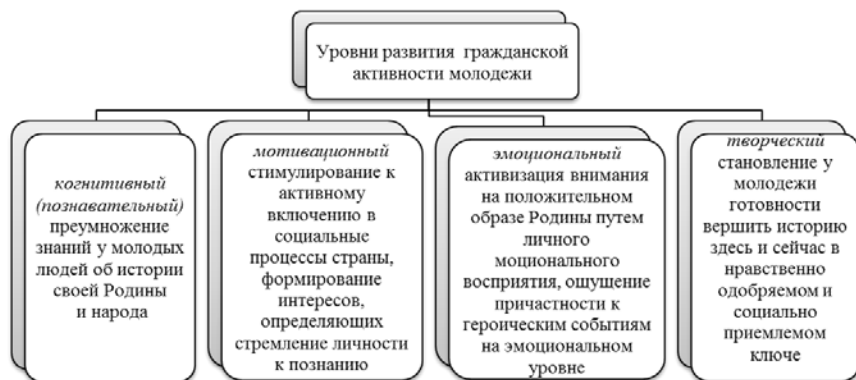 Уровни развития гражданской
активности молодежи
когнитивный
(познавательный)
преумножение
знаний у молодых
людей об истории
своей Родины
и народа
мотивационный
стимулирование к
активному
включению в
социальные
процессы страны,
формирование
интересов,
определяющих
стремление личности
к познанию
эмоциональный
активизация внимания
на положительном
образе Родины путем
личного
моционального
восприятия, ощущение
причастности к
героическим событиям
на эмоциональном
уровне
творческий
становление у
молодежи
готовности
вершить историю
здесь и сейчас в
нравственно
одобряемом и
социально
приемлемом
ключе